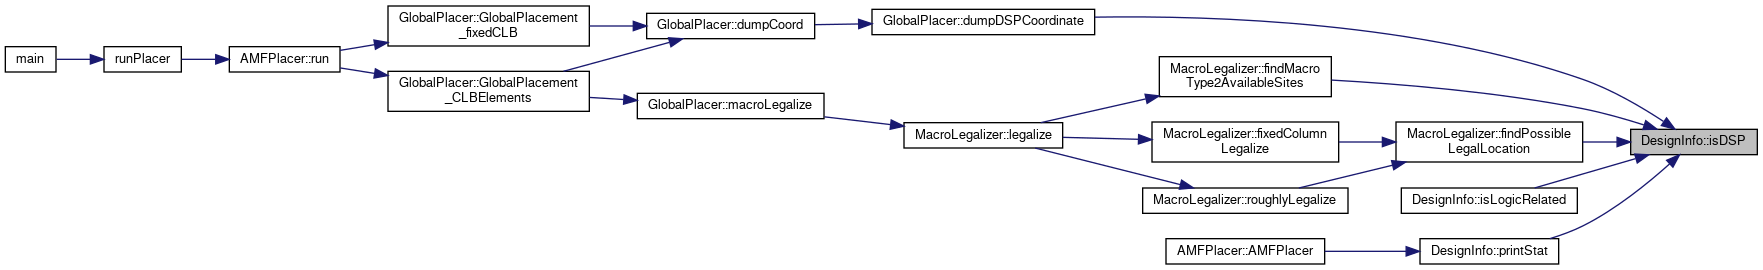 main
runPlacer
AMFPlacer::run
GlobalPlacer::GlobalPlacement
_fixedCLB
GlobalPlacer::GlobalPlacement
_CLBElements
GlobalPlacer::dumpCoord
GlobalPlacer::macroLegalize
GlobalPlacer::dumpDSPCoordinate
MacroLegalizer::legalize
MacroLegalizer::findMacro
Type2AvailableSites
MacroLegalizer::fixedColumn
Legalize
MacroLegalizer::roughlyLegalize
AMFPlacer::AMFPlacer
MacroLegalizer::findPossible
LegalLocation
DesignInfo::isLogicRelated
DesignInfo::printStat
DesignInfo::isDSP